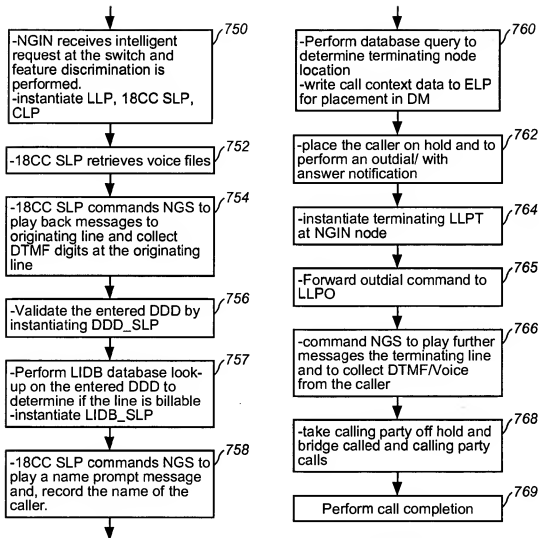 750
-NGIN receives intelligent
request at the switch and
feature discrimination is
performed.
-instantiate LLP, 18CC SLP,
CLP
752
-18CC SLP retrieves voice files
754
-18CC SLP commands NGS to
play back messages to
originating line and collect
DTMF digits at the originating
line
756
-Validate the entered DDD by
instantiating DDD_SLP
757
-Perform LIDB database look-
up on the entered DDD to
determine if the line is billable
-instantiate LIDB_SLP
758
-18CC SLP commands NGS to
play a name prompt message
and, record the name of the
caller.
760
-Perform database query to
determine terminating node
location
-write call context data to ELP
for placement in DM
762
-place the caller on hold and to
perform an outdial/ with
answer notification
764
-instantiate terminating LLPT
at NGIN node
765
-Forward outdial command to
LLPO
766
-command NGS to play further
messages the terminating line
and to collect DTMF/Voice
from the caller
768
-take calling party off hold and
bridge called and calling party
calls
769
Perform call completion